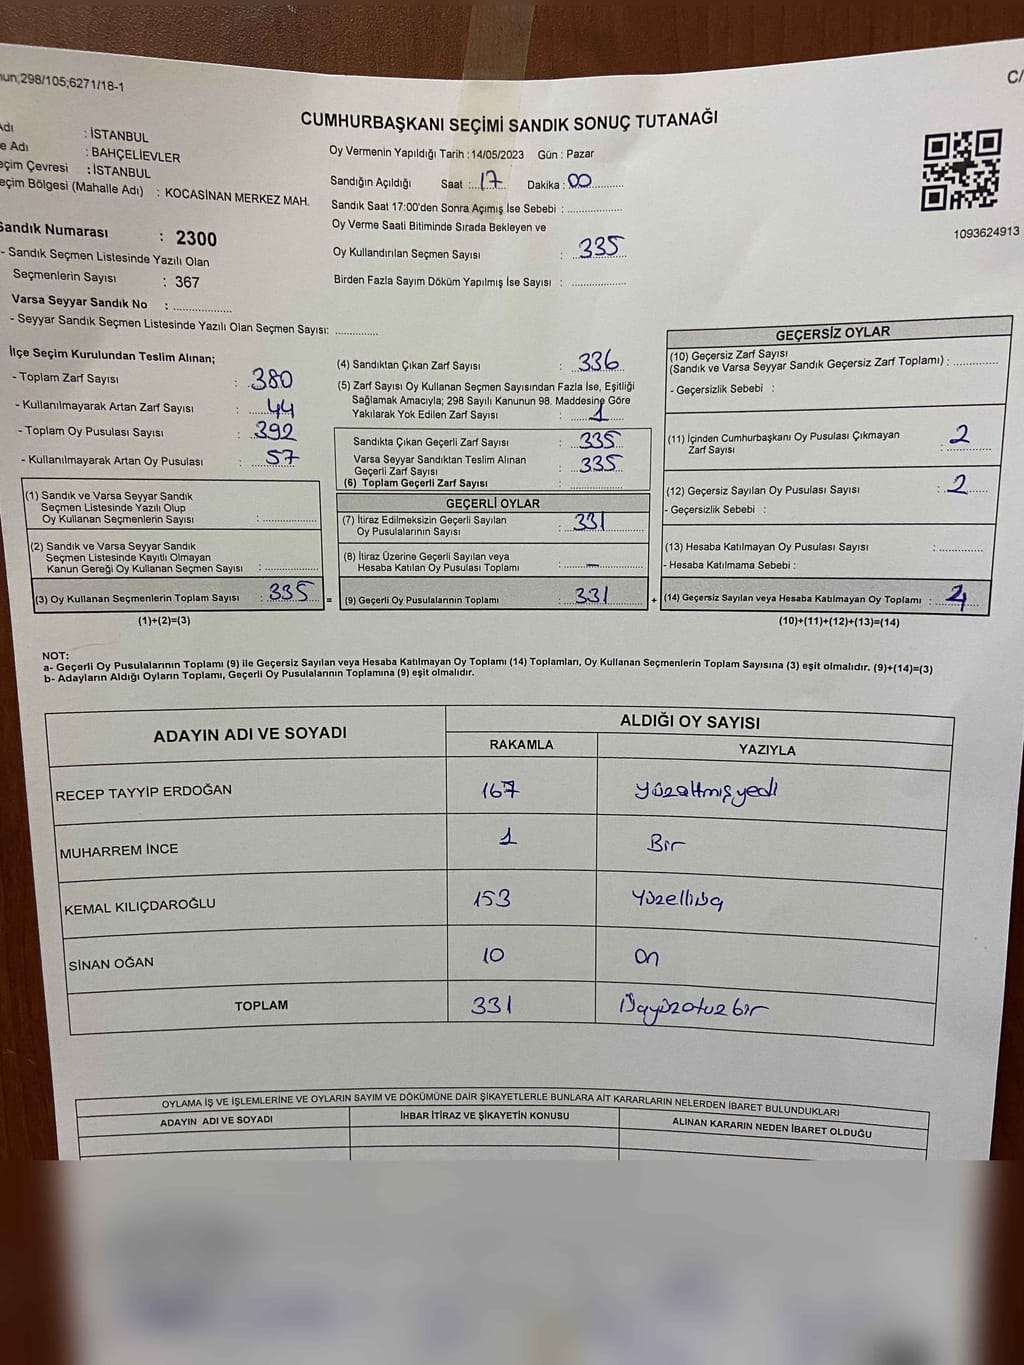 298/105;6271/18-1
C/
CUMHURBAŞKANI SEÇİMİ SANDIK SONUÇ TUTANAĞI
: İSTANBUL
: BAHÇELİEVLER
: İSTANBUL
(Mahalle Adı) : KOCASİNAN MERKEZ MAH.
Sandık Numarası : 2300
- Sandık Seçmen Listesinde Yazılı Olan
Seçmenlerin Sayısı : 367
Varsa Seyyar Sandık No : ..................
- Seyyar Sandık Seçmen Listesinde Yazılı Olan Seçmen Sayısı: .............
Oy Vermenin Yapıldığı Tarih : 14/05/2023 Gün : Pazar
Sandığın Açıldığı Saat : 17 Dakika : 00
Sandık Saat 17:00'den Sonra Açımış İse Sebebi : ..................
Oy Verme Saati Bitiminde Sırada Bekleyen ve
Oy Kullandırılan Seçmen Sayısı : 335
Birden Fazla Sayım Döküm Yapılmış İse Sayısı : ..................
1093624913
İlçe Seçim Kurulundan Teslim Alınan;
- Toplam Zarf Sayısı : 380
- Kullanılmayarak Artan Zarf Sayısı : 44
- Toplam Oy Pusulası Sayısı : 392
- Kullanılmayarak Artan Oy Pusulası : 57
(1) Sandık ve Varsa Seyyar Sandık
Seçmen Listesinde Yazılı Olup
Oy Kullanan Seçmenlerin Sayısı : ..................
(2) Sandık ve Varsa Seyyar Sandık
Seçmen Listesinde Kayıtlı Olmayan
Kanun Gereği Oy Kullanan Seçmen Sayısı : ..................
(3) Oy Kullanan Seçmenlerin Toplam Sayısı : 335 =
(1)+(2)=(3)
(4) Sandıktan Çıkan Zarf Sayısı : 336
(5) Zarf Sayısı Oy Kullanan Seçmen Sayısından Fazla İse, Eşitliği
Sağlamak Amacıyla; 298 Sayılı Kanunun 98. Maddesine Göre
Yakılarak Yok Edilen Zarf Sayısı : 1
Sandıkta Çıkan Geçerli Zarf Sayısı : 335
Varsa Seyyar Sandıktan Teslim Alınan
Geçerli Zarf Sayısı : 335
(6) Toplam Geçerli Zarf Sayısı : ..................
GEÇERLİ OYLAR
(7) İtiraz Edilmeksizin Geçerli Sayılan
Oy Pusulalarının Sayısı : 331
(8) İtiraz Üzerine Geçerli Sayılan veya
Hesaba Katılan Oy Pusulası Toplamı : -
(9) Geçerli Oy Pusulalarının Toplamı : 331 +
GEÇERSİZ OYLAR
(10) Geçersiz Zarf Sayısı
(Sandık ve Varsa Seyyar Sandık Geçersiz Zarf Toplamı) : ............
- Geçersizlik Sebebi :
(11) İçinden Cumhurbaşkanı Oy Pusulası Çıkmayan
Zarf Sayısı : 2
(12) Geçersiz Sayılan Oy Pusulası Sayısı : 2
- Geçersizlik Sebebi :
(13) Hesaba Katılmayan Oy Pusulası Sayısı : ............
- Hesaba Katılmama Sebebi :
(14) Geçersiz Sayılan veya Hesaba Katılmayan Oy Toplamı : 4
(10)+(11)+(12)+(13)=(14)
NOT:
a- Geçerli Oy Pusulalarının Toplamı (9) ile Geçersiz Sayılan veya Hesaba Katılmayan Oy Toplamı (14) Toplamları, Oy Kullanan Seçmenlerin Toplam Sayısına (3) eşit olmalıdır. (9)+(14)=(3)
b- Adayların Aldığı Oyların Toplamı, Geçerli Oy Pusulalarının Toplamına (9) eşit olmalıdır.
ADAYIN ADI VE SOYADI ALDIĞI OY SAYISI
RAKAMLA YAZIYLA
RECEP TAYYİP ERDOĞAN 167 yüzaltmışyedi
MUHARREM İNCE 1 Bir
KEMAL KILIÇDAROĞLU 153 Yüzelliüç
SİNAN OĞAN 10 on
TOPLAM 331 Üçyüzotuzbir
OYLAMA İŞ VE İŞLEMLERİNE VE OYLARIN SAYIM VE DÖKÜMÜNE DAİR ŞİKAYETLERLE BUNLARA AİT KARARLARIN NELERDEN İBARET BULUNDUKLARI
ADAYIN ADI VE SOYADI İHBAR İTİRAZ VE ŞİKAYETİN KONUSU ALINAN KARARIN NEDEN İBARET OLDUĞU